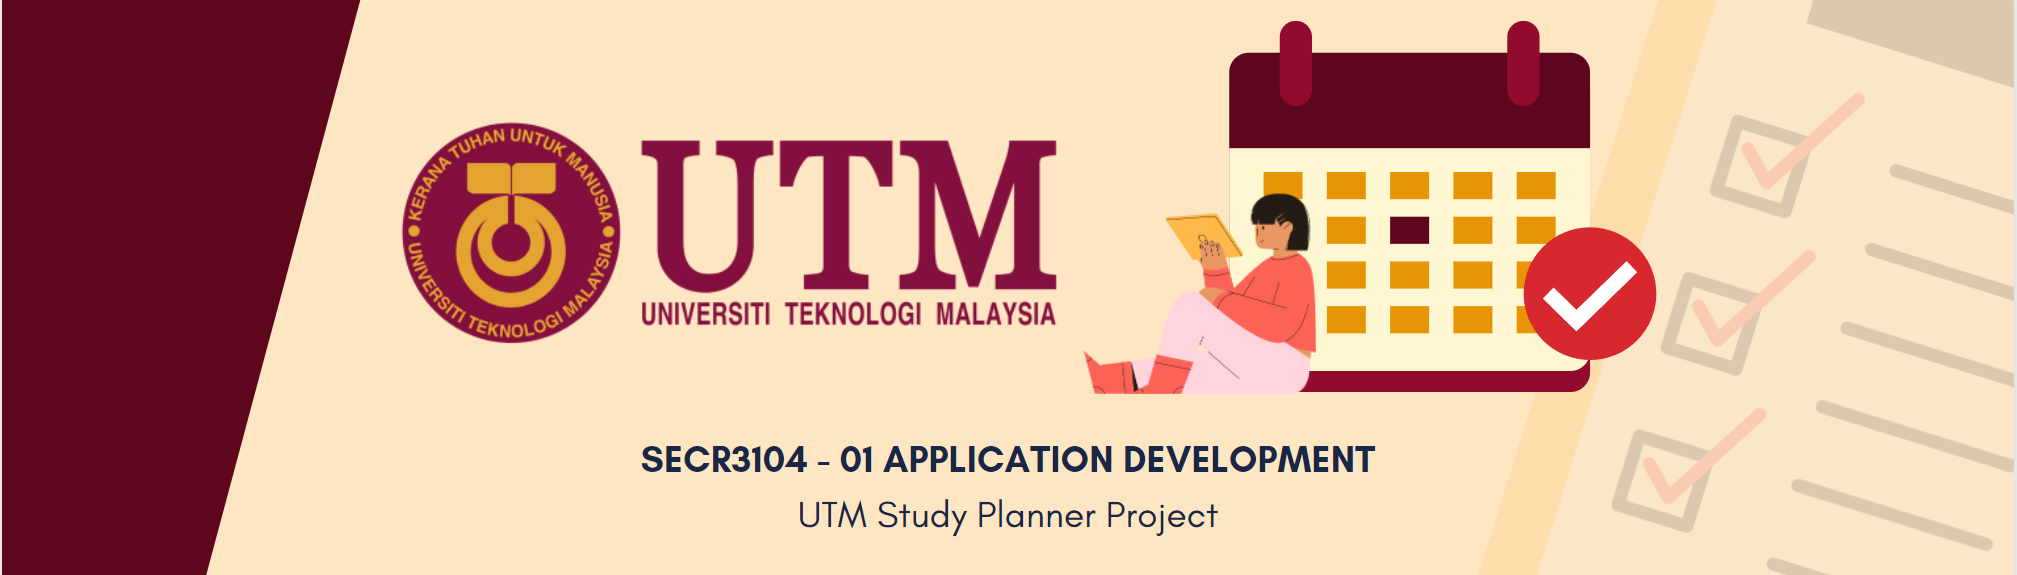 KERANA TUHAN UNTUK MANUSIA
UNIVERSITI TEKNOLOGI MALAYSIA
UTM
UNIVERSITI TEKNOLOGI MALAYSIA
SECR3104 - 01 APPLICATION DEVELOPMENT
UTM Study Planner Project